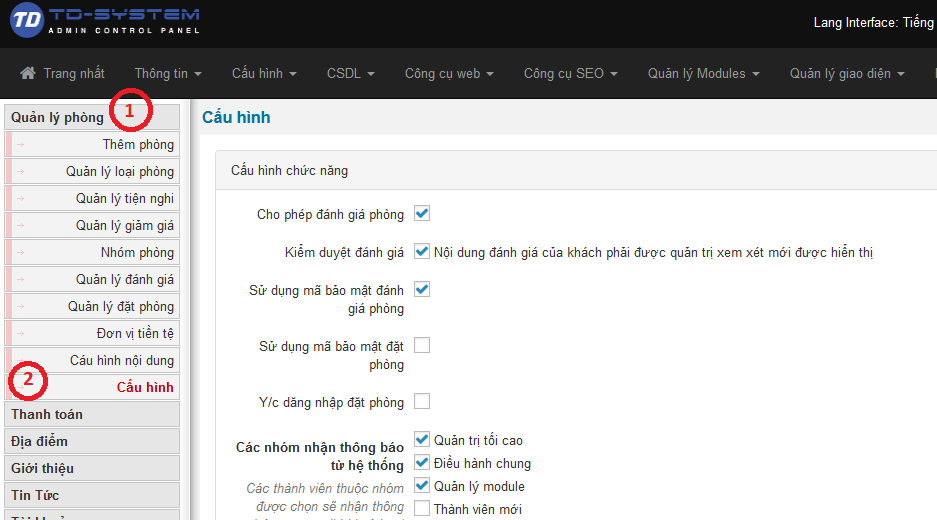 TD TD-SYSTEM
ADMIN CONTROL PANEL
Lang Interface: Tiếng
Trang nhất Thông tin Cấu hình CSDL Công cụ web Công cụ SEO Quản lý Modules Quản lý giao diện
Quản lý phòng
1
Thêm phòng
Quản lý loại phòng
Quản lý tiện nghi
Quản lý giảm giá
Nhóm phòng
Quản lý đánh giá
Quản lý đặt phòng
Đơn vị tiền tệ
Cáu hình nội dung
2
Cấu hình
Thanh toán
Địa điểm
Giới thiệu
Tin Tức
Cấu hình
Cấu hình chức năng
Cho phép đánh giá phòng
Kiểm duyệt đánh giá Nội dung đánh giá của khách phải được quản trị xem xét mới được hiển thị
Sử dụng mã bảo mật đánh
giá phòng
Sử dụng mã bảo mật đặt
phòng
Y/c đăng nhập đặt phòng
Các nhóm nhận thông báo
từ hệ thống
Các thành viên thuộc nhóm
được chọn sẽ nhận thông
Quản trị tối cao
Điều hành chung
Quản lý module
Thành viên mới